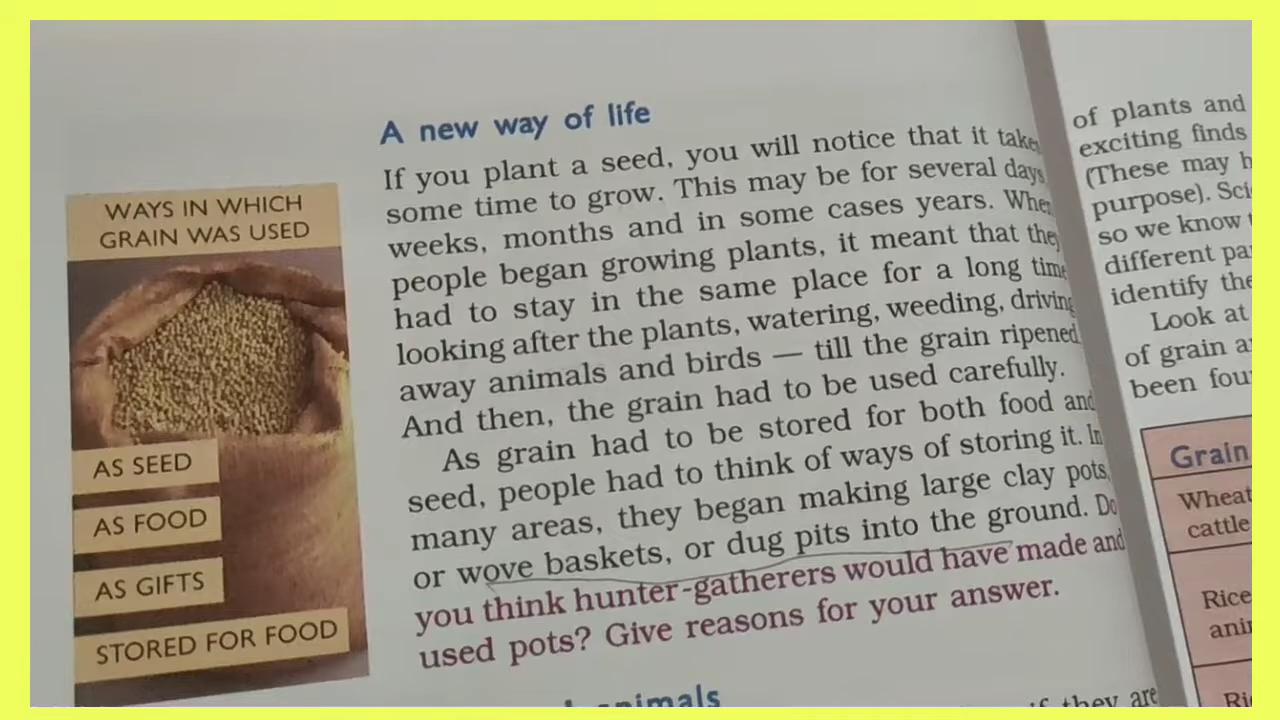 WAYS IN WHICH
GRAIN WAS USED
AS SEED
AS FOOD
AS GIFTS
STORED FOR FOOD
A new way of life
If you plant a seed, you will notice that it take
some time to grow. This may be for several days
weeks, months and in some cases years. When
people began growing plants, it meant that they
had to stay in the same place for a long time
looking after the plants, watering, weeding, driving
away animals and birds — till the grain ripened
And then, the grain had to be used carefully.
As grain had to be stored for both food and
seed, people had to think of ways of storing it. In
many areas, they began making large clay pots,
or wove baskets, or dug pits into the ground. Do
you think hunter-gatherers would have made and
used pots? Give reasons for your answer.
animals
if they are
of plants and
exciting finds
(These may
purpose).
so we know
different
identify the
Look at
of grain
been
Grain
Wheat
cattle
Rice